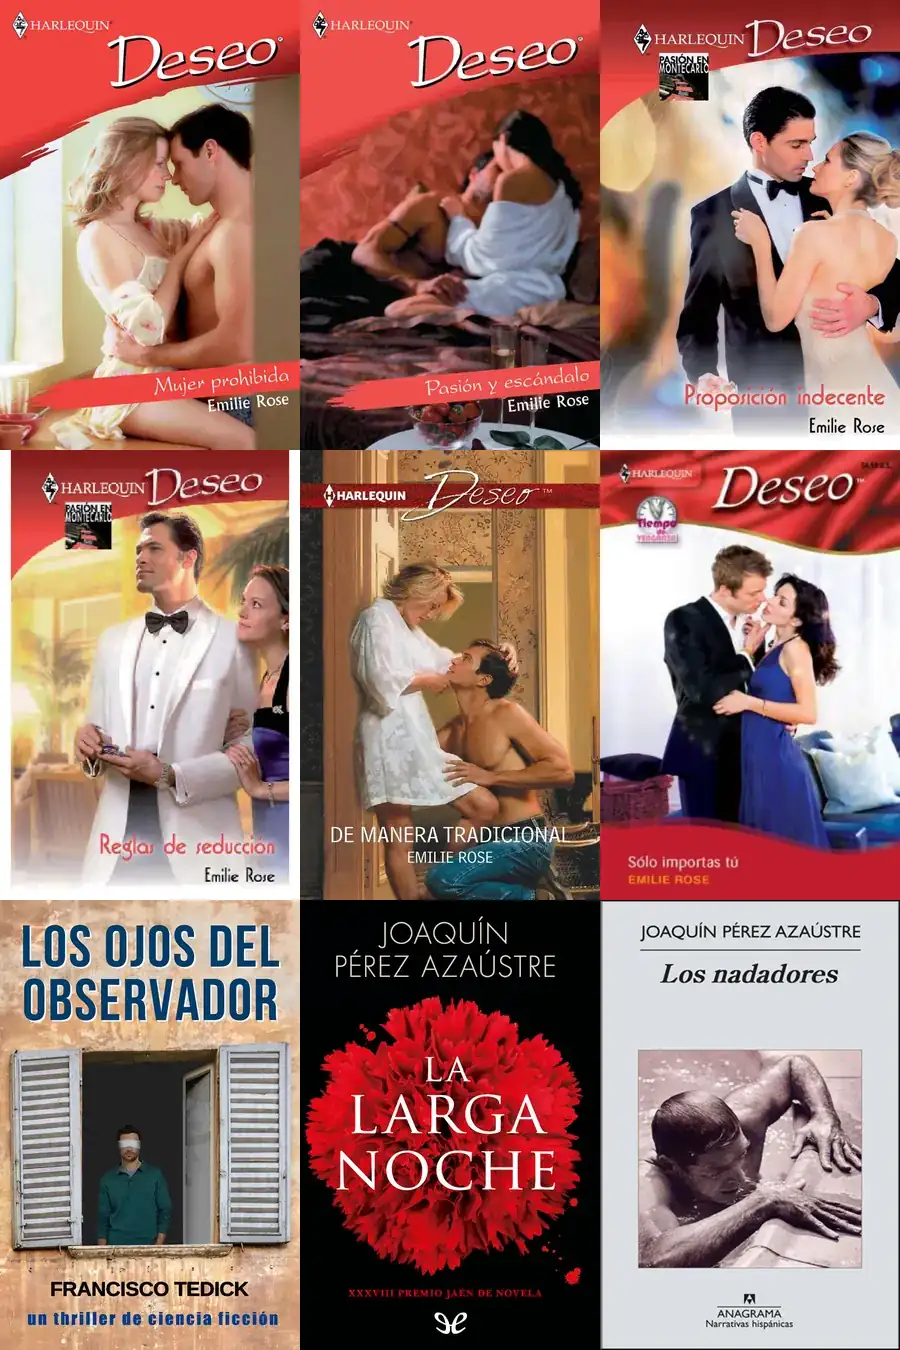 HARLEQUIN
Deseo
Mujer prohibida
Emilie Rose
HARLEQUIN
Deseo
Pasión y escándalo
Emilie Rose
HARLEQUIN Deseo
PASIÓN EN
MONTECARLO
Proposición indecente
Emilie Rose
HARLEQUIN Deseo
PASIÓN EN
MONTECARLO
Reglas de seducción
Emilie Rose
HARLEQUIN Deseo™
DE MANERA TRADICIONAL
EMILIE ROSE
HARLEQUIN
Deseo™
Tiempo
de
VENGANZA
Sólo importas tú
EMILIE ROSE
LOS OJOS DEL
OBSERVADOR
FRANCISCO TEDICK
un thriller de ciencia ficción
JOAQUÍN
PÉREZ AZAÚSTRE
LA
LARGA
NOCHE
XXXVIII PREMIO JAÉN DE NOVELA
JOAQUÍN PÉREZ AZAÚSTRE
Los nadadores
ANAGRAMA
Narrativas hispánicas